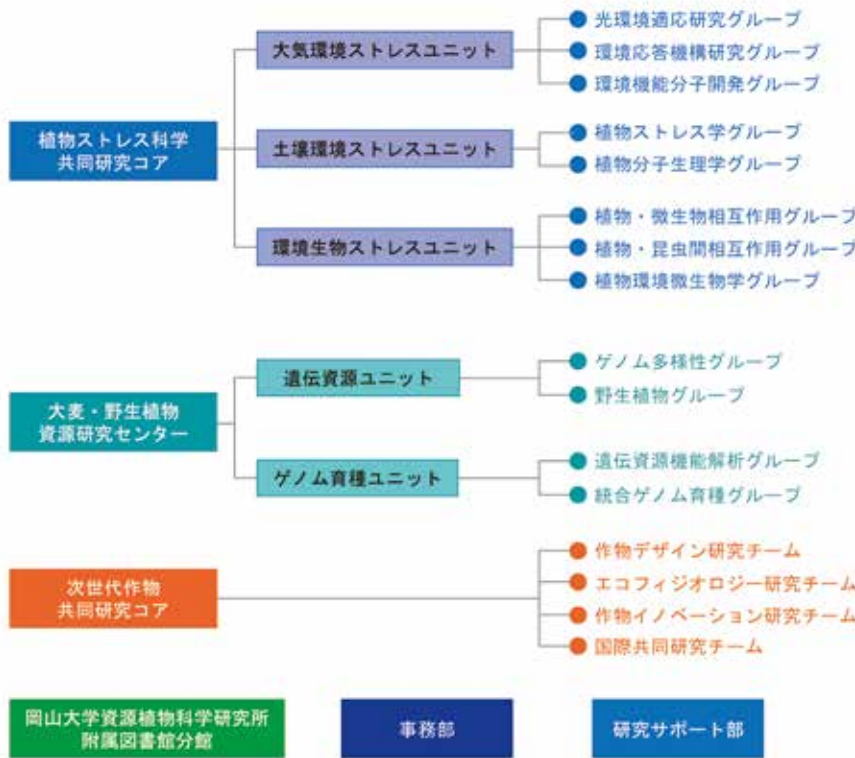 大気環境ストレスユニット
光環境適応研究グループ
環境応答機構研究グループ
環境機能分子開発グループ
植物ストレス科学
共同研究コア
土壌環境ストレスユニット
植物ストレス学グループ
植物分子生理学グループ
環境生物ストレスユニット
植物・微生物相互作用グループ
植物・昆虫間相互作用グループ
植物環境微生物学グループ
大麦・野生植物
資源研究センター
遺伝資源ユニット
ゲノム多様性グループ
野生植物グループ
ゲノム育種ユニット
遺伝資源機能解析グループ
統合ゲノム育種グループ
次世代作物
共同研究コア
作物デザイン研究チーム
エコフィジオロジー研究チーム
作物イノベーション研究チーム
国際共同研究チーム
岡山大学資源植物科学研究所
附属図書館分館
事務部
研究サポート部